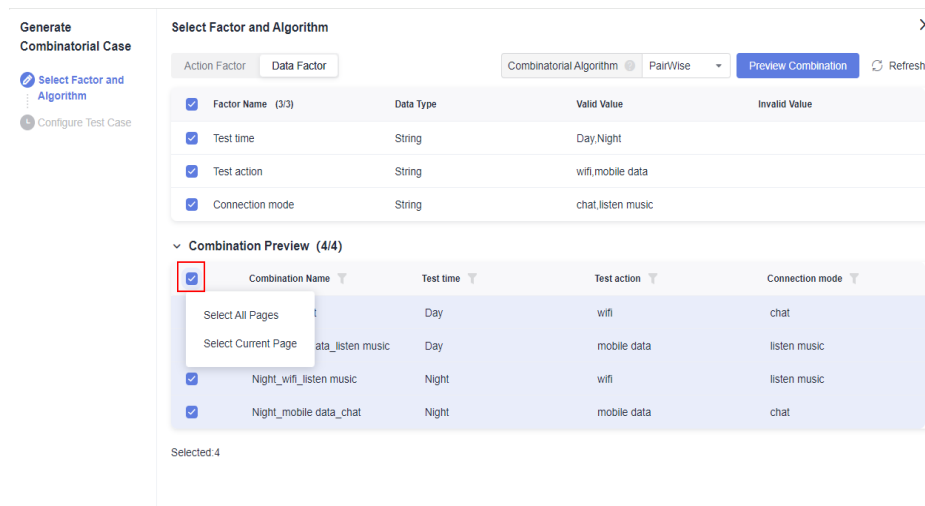 Generate
Combinatorial Case
Select Factor and
Algorithm
Configure Test Case
Select Factor and Algorithm
Action Factor Data Factor Combinatorial Algorithm PairWise Preview Combination Refresh
Factor Name (3/3) Data Type Valid Value Invalid Value
Test time String Day,Night
Test action String wifi,mobile data
Connection mode String chat,listen music
Combination Preview (4/4)
Combination Name Test time Test action Connection mode
Select All Pages t Day wifi chat
Select Current Page ata_listen music Day mobile data listen music
Night_wifi_listen music Night wifi listen music
Night_mobile data_chat Night mobile data chat
Selected:4